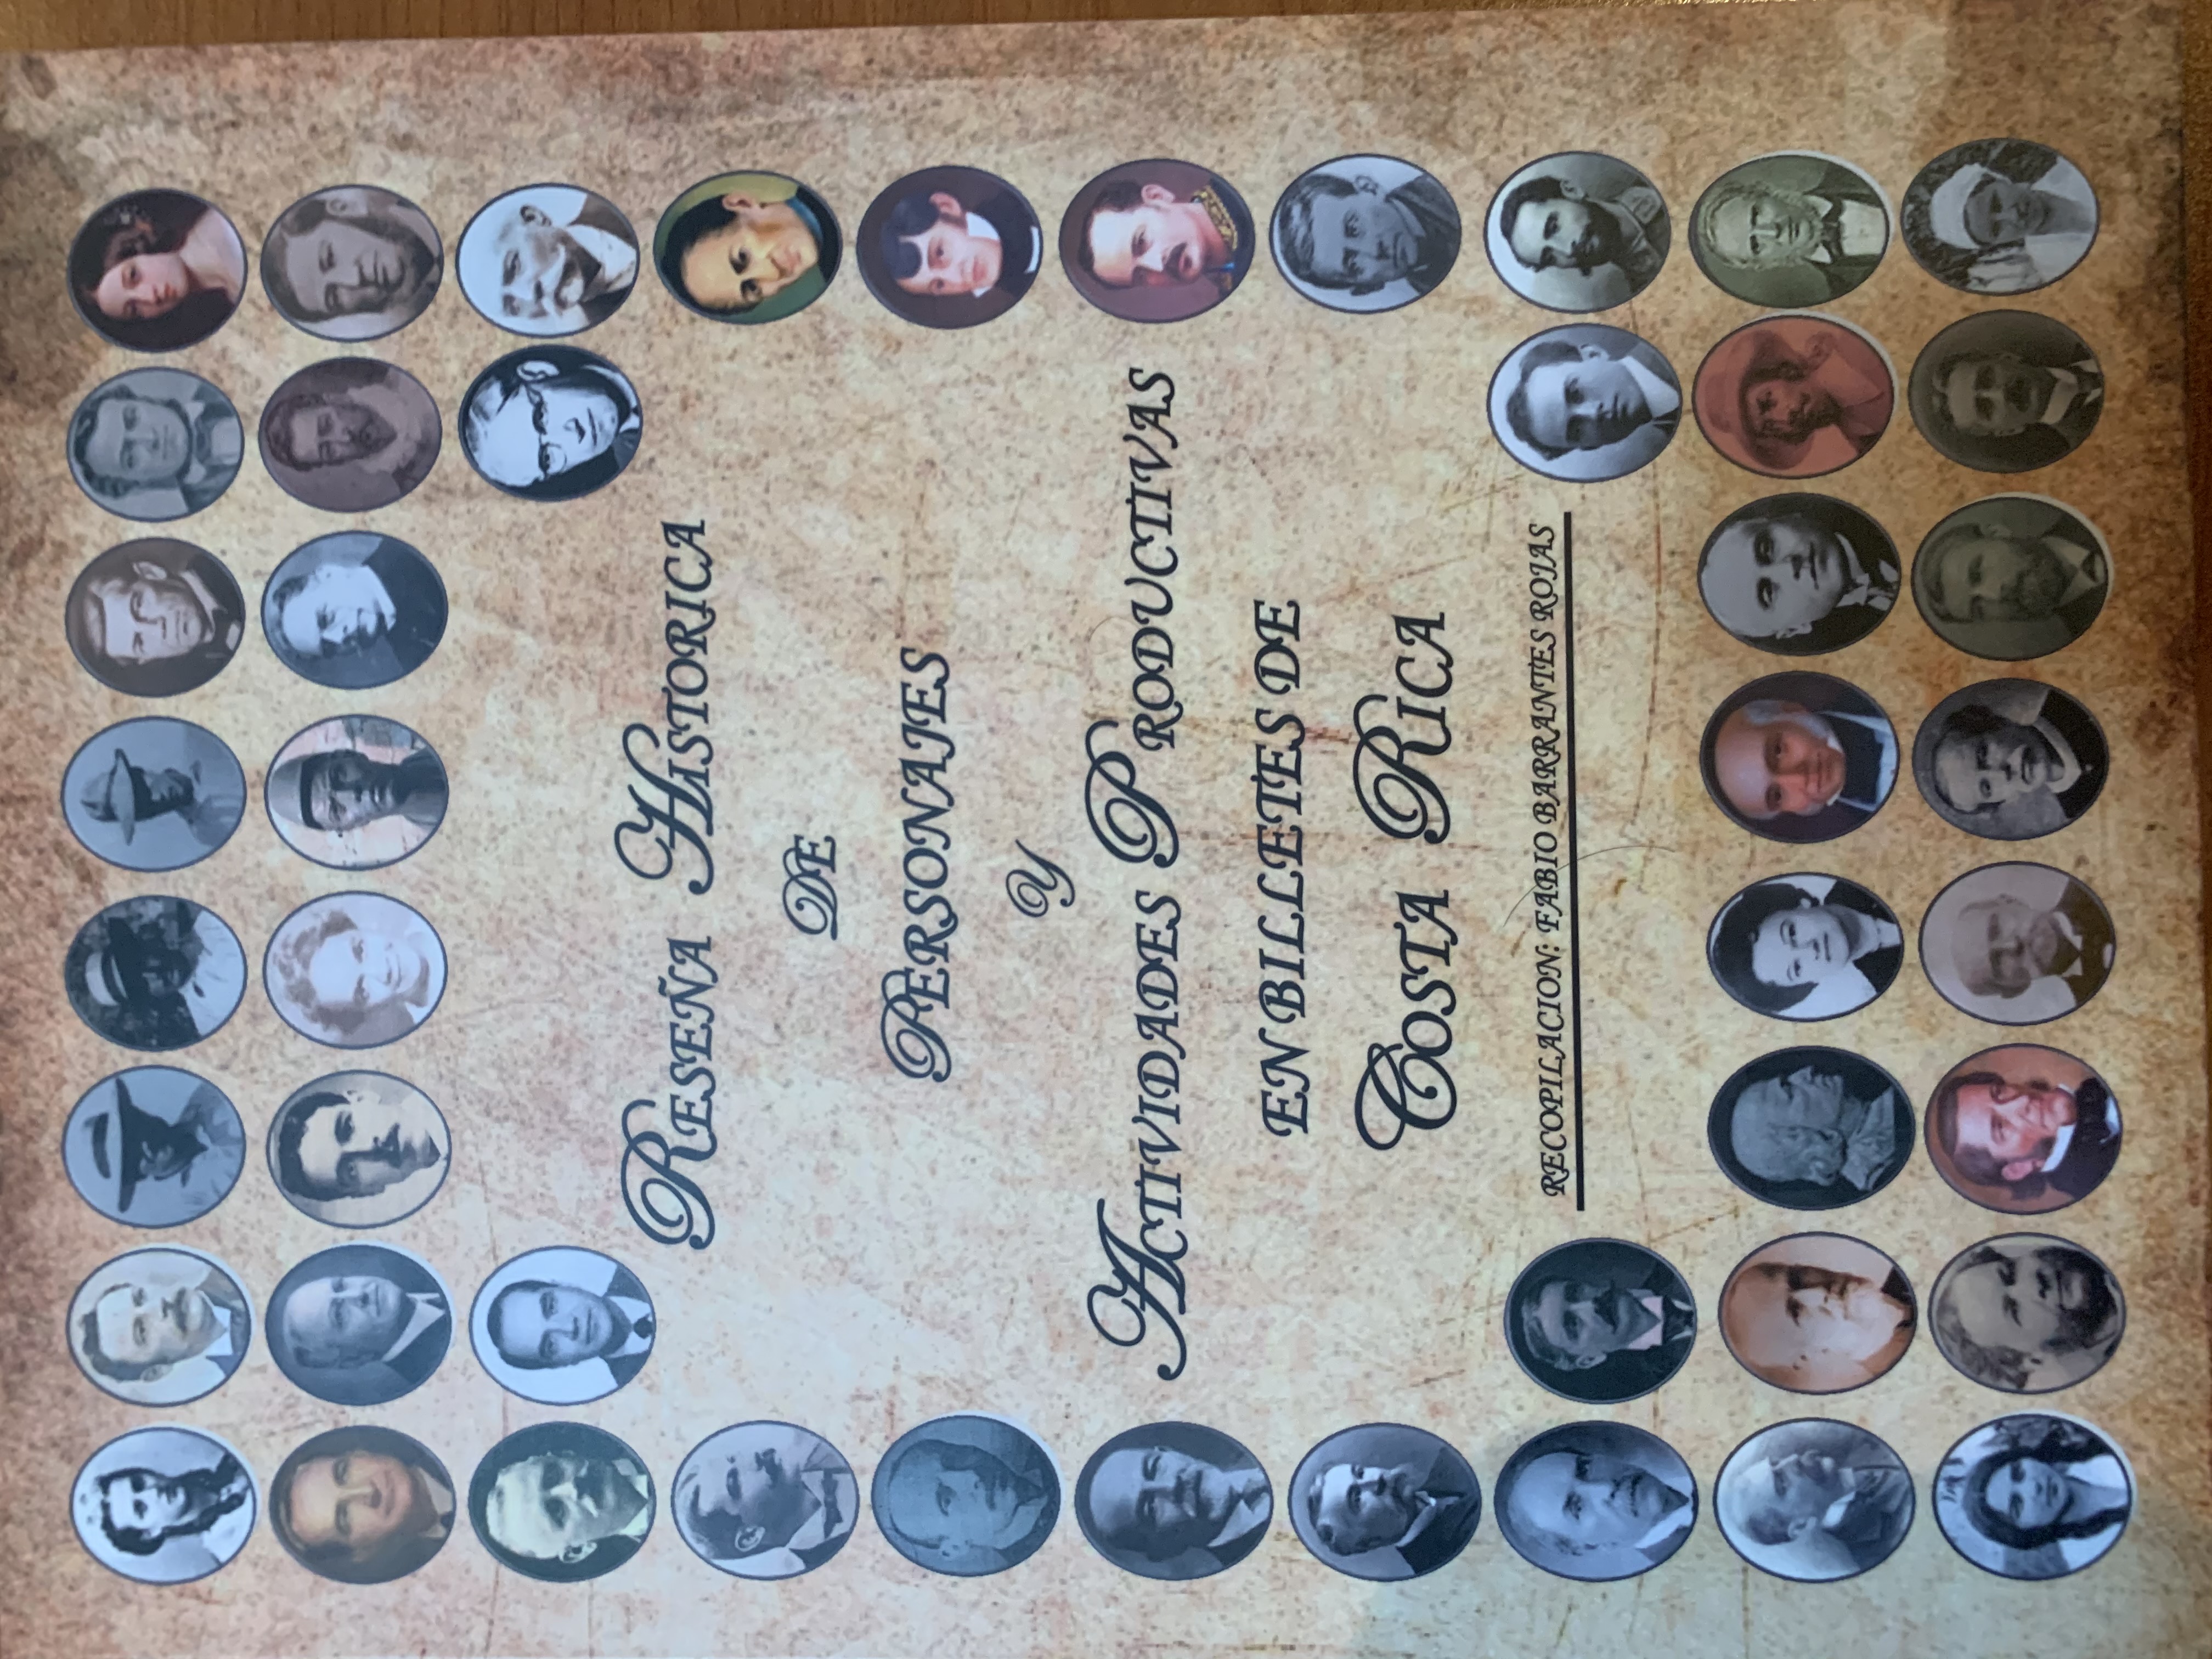 RESEÑA HISTORICA
DE
PERSONAJES
Y
ACTIVIDADES PRODUCTIVAS
EN BILLETES DE
COSTA RICA
RECOPILACION: FABIO BARRANTES ROJAS